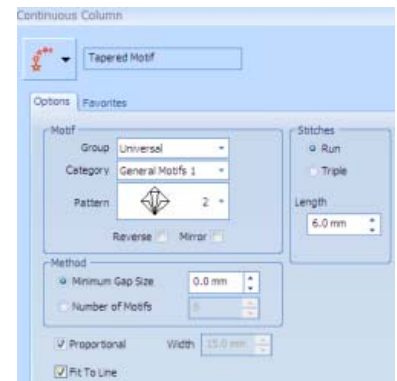 Continuous Column
Tapered Motif
Options Favorites
Motif
Group Universal
Category General Motifs 1
Pattern 2
Reverse Mirror
Stitches
Run
Triple
Length
6.0 mm
Method
Minimum Gap Size 0.0 mm
Number of Motifs
Proportional Width 15.0 mm
Fit To Line